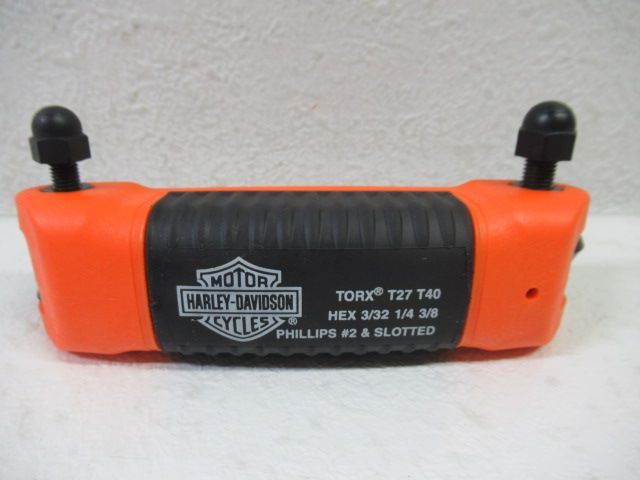 MOTOR
HARLEY-DAVIDSON
CYCLES ®
TORX® T27 T40
HEX 3/32 1/4 3/8
PHILLIPS #2 & SLOTTED